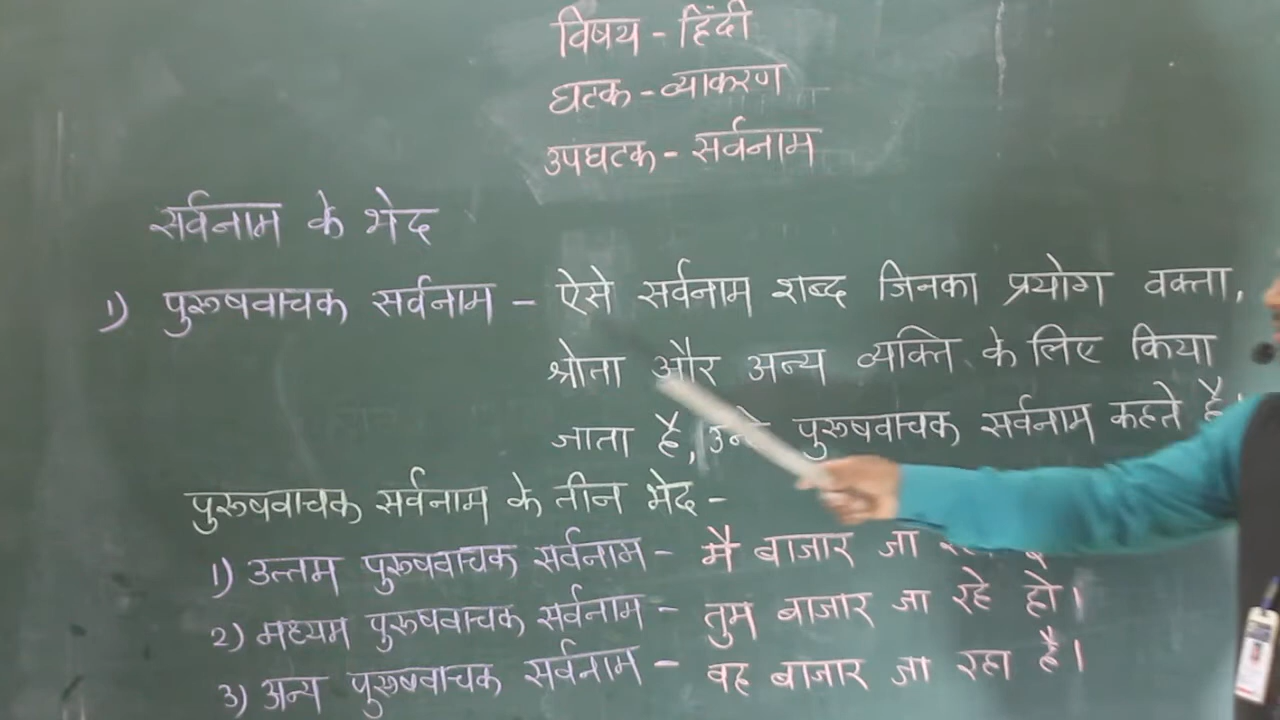 विषय - हिंदी
घटक - व्याकरण
उपघटक - सर्वनाम
सर्वनाम के भेद
१) पुरूषवाचक सर्वनाम - ऐसे सर्वनाम शब्द जिनका प्रयोग वक्ता,
श्रोता और अन्य व्यक्ति के लिए किया
जाता है, पुरूषवाचक सर्वनाम कहते है।
पुरूषवाचक सर्वनाम के तीन भेद -
1) उत्तम पुरूषवाचक सर्वनाम - मै बाजार जा
2) मध्यम पुरूषवाचक सर्वनाम - तुम बाजार जा रहे हो।
3) अन्य पुरूषवाचक सर्वनाम - वह बाजार जा रहा है।